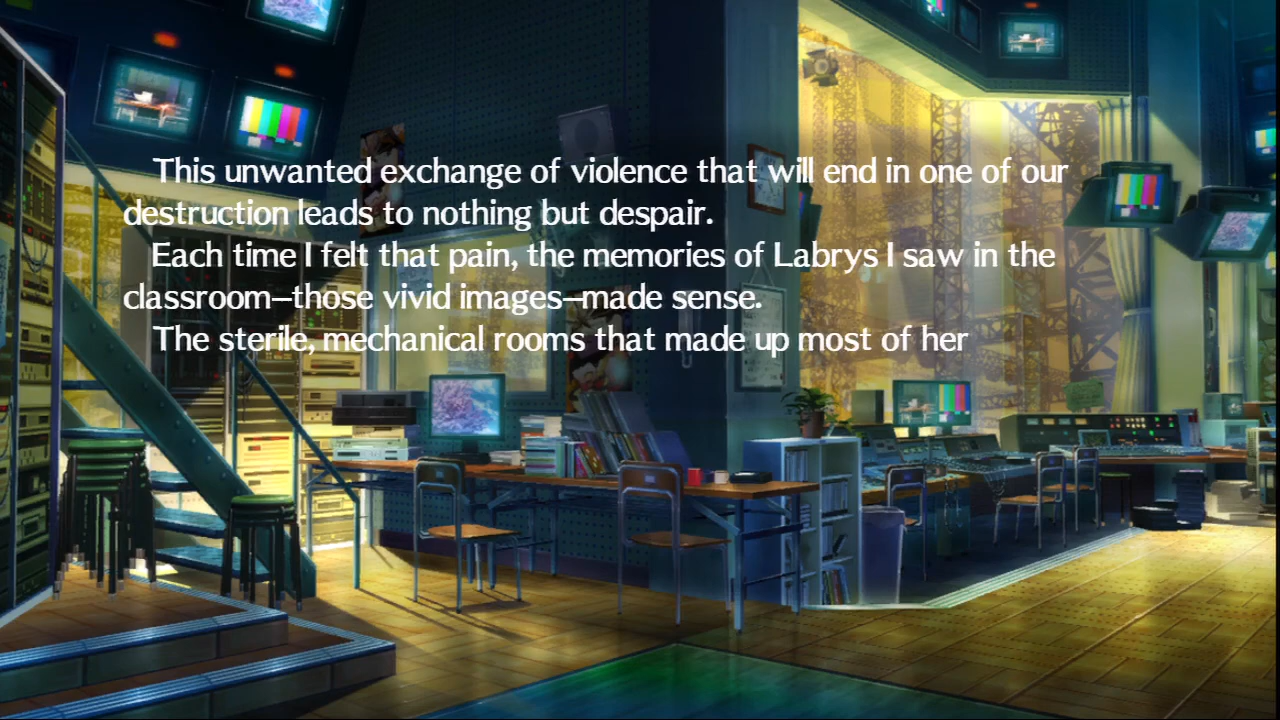 This unwanted exchange of violence that will end in one of our
destruction leads to nothing but despair.
Each time I felt that pain, the memories of Labrys I saw in the
classroom—those vivid images—made sense.
The sterile, mechanical rooms that made up most of her